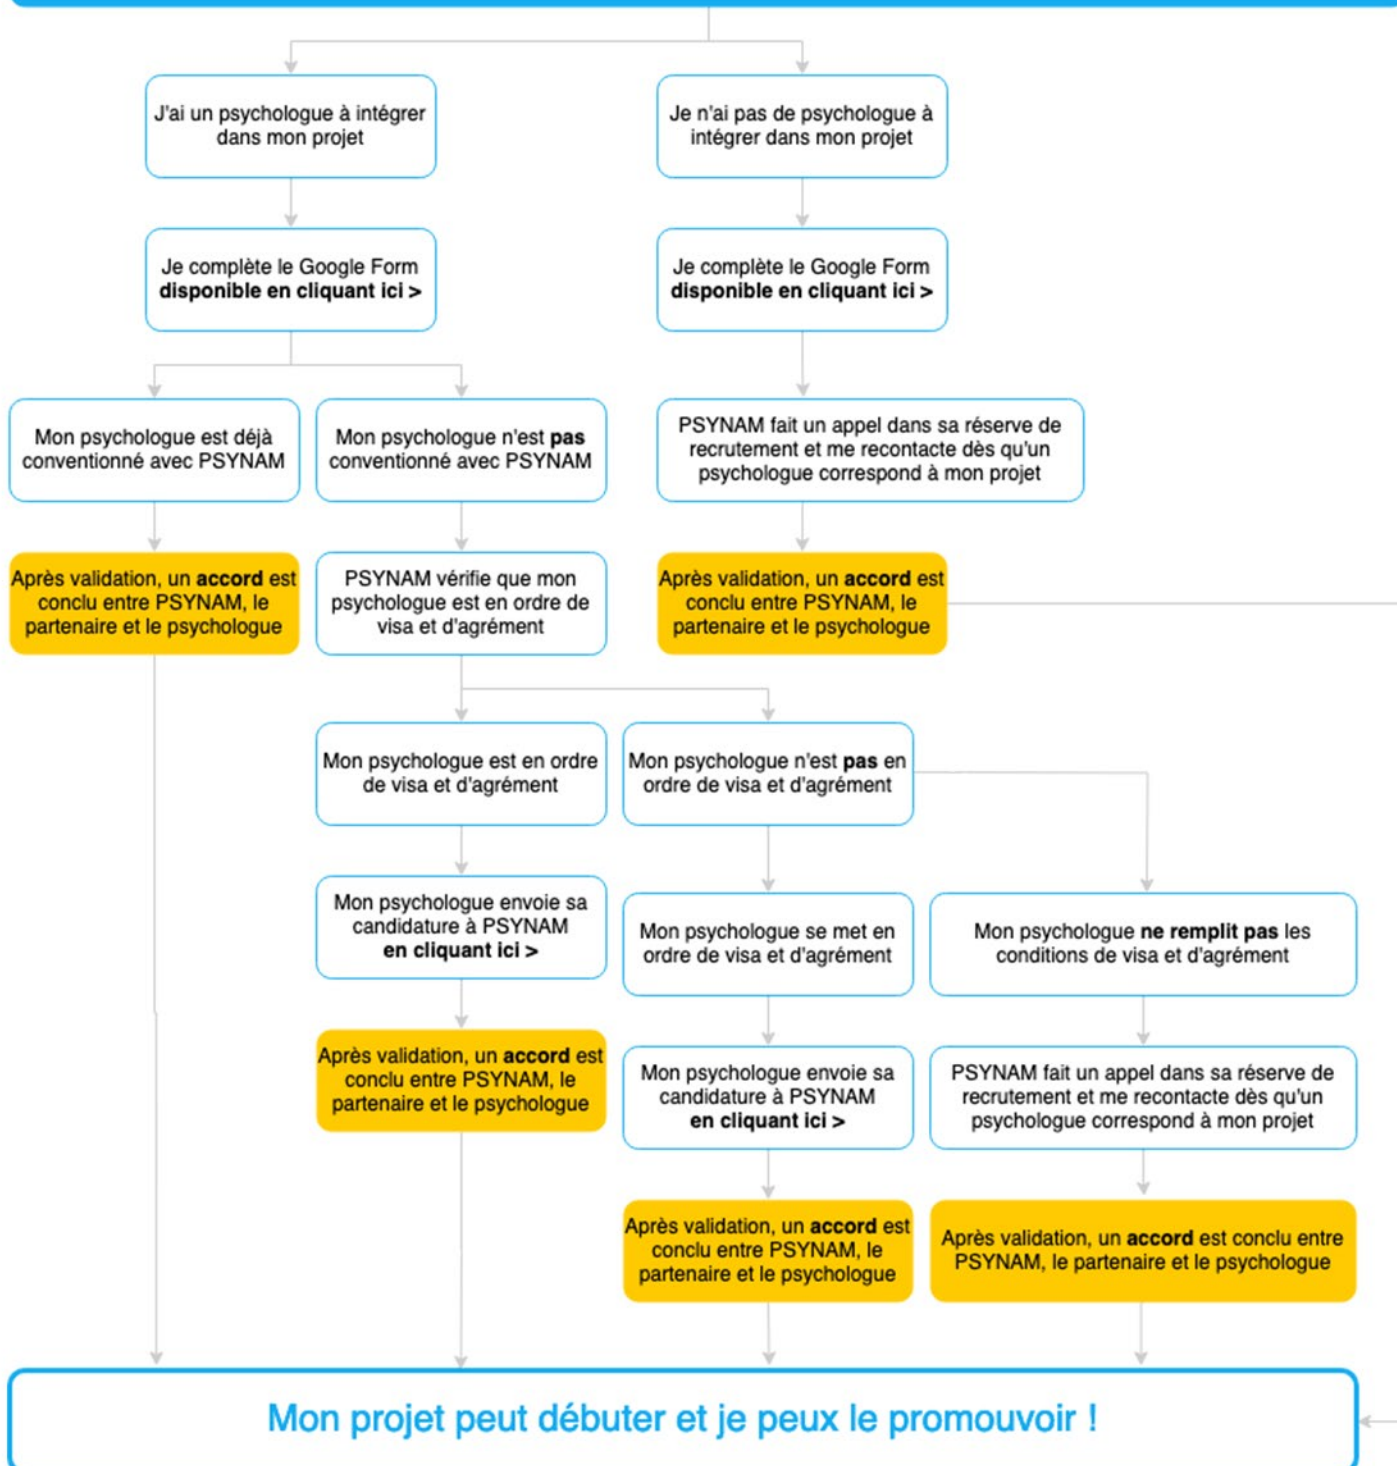 J'ai un psychologue à intégrer
dans mon projet
Je n'ai pas de psychologue à
intégrer dans mon projet
Je complète le Google Form
disponible en cliquant ici >
Je complète le Google Form
disponible en cliquant ici >
Mon psychologue est déjà
conventionné avec PSYNAM
Mon psychologue n'est pas
conventionné avec PSYNAM
PSYNAM fait un appel dans sa réserve de
recrutement et me recontacte dès qu'un
psychologue correspond à mon projet
Après validation, un accord est
conclu entre PSYNAM, le
partenaire et le psychologue
PSYNAM vérifie que mon
psychologue est en ordre de
visa et d'agrément
Après validation, un accord est
conclu entre PSYNAM, le
partenaire et le psychologue
Mon psychologue est en ordre
de visa et d'agrément
Mon psychologue n'est pas en
ordre de visa et d'agrément
Mon psychologue envoie sa
candidature à PSYNAM
en cliquant ici >
Mon psychologue se met en
ordre de visa et d'agrément
Mon psychologue ne remplit pas les
conditions de visa et d'agrément
Après validation, un accord est
conclu entre PSYNAM, le
partenaire et le psychologue
Mon psychologue envoie sa
candidature à PSYNAM
en cliquant ici >
PSYNAM fait un appel dans sa réserve de
recrutement et me recontacte dès qu'un
psychologue correspond à mon projet
Après validation, un accord est
conclu entre PSYNAM, le
partenaire et le psychologue
Après validation, un accord est conclu entre
PSYNAM, le partenaire et le psychologue
Mon projet peut débuter et je peux le promouvoir !